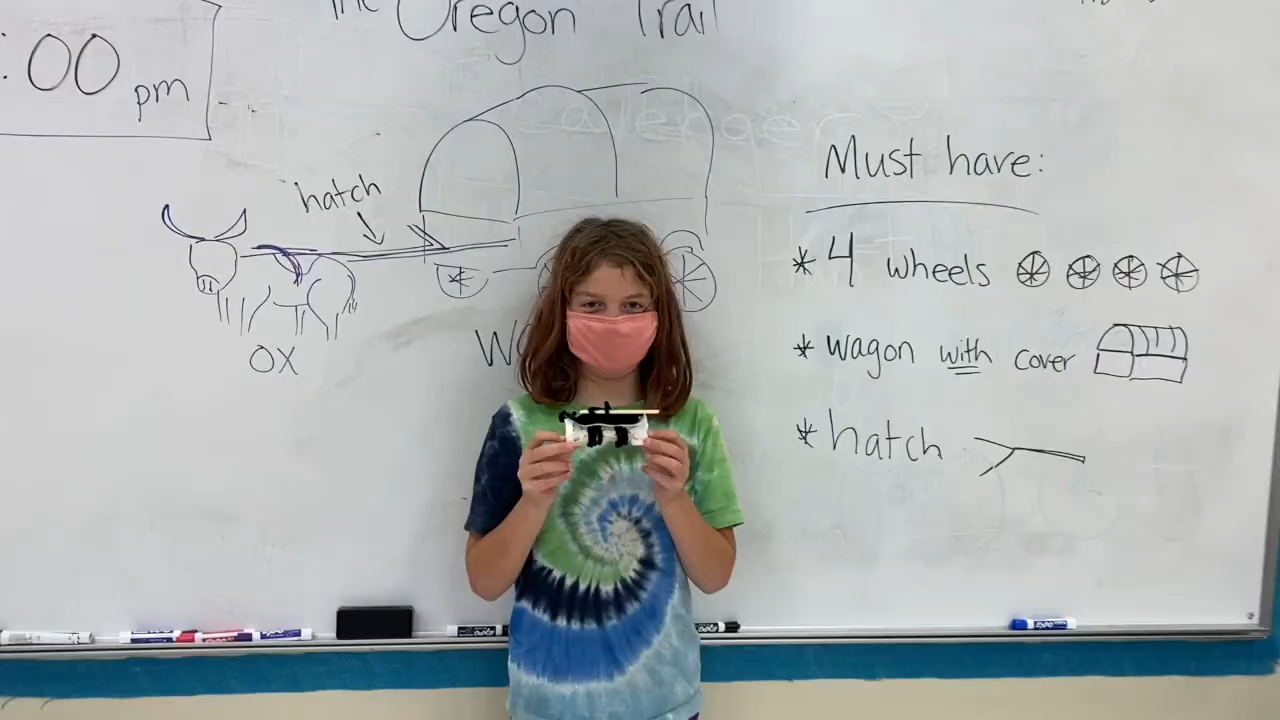 The Oregon Trail
:00 pm
Must have:
hatch
* 4 wheels
* wagon with cover
OX
* hatch